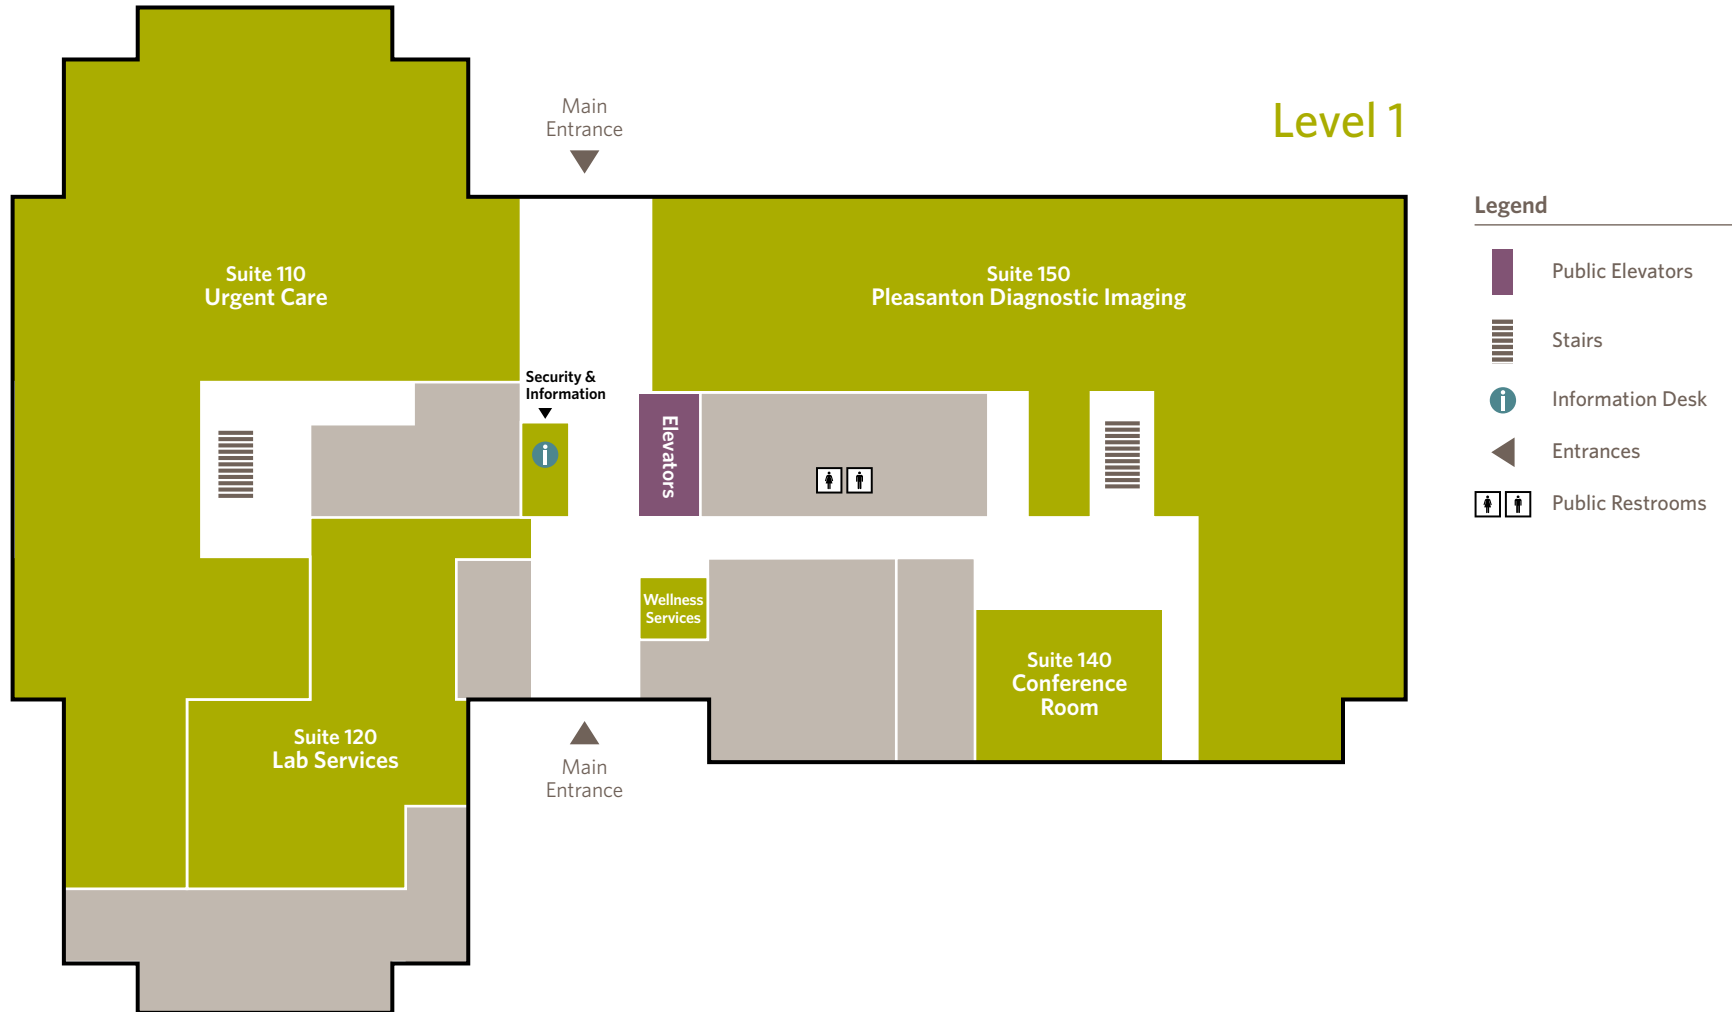 Main
Entrance
Level 1
Legend
Public Elevators
Stairs
Information Desk
Entrances
Public Restrooms
Suite 110
Urgent Care
Suite 150
Pleasanton Diagnostic Imaging
Security &
Information
i
Elevators
Wellness
Services
Suite 140
Conference
Room
Suite 120
Lab Services
Main
Entrance